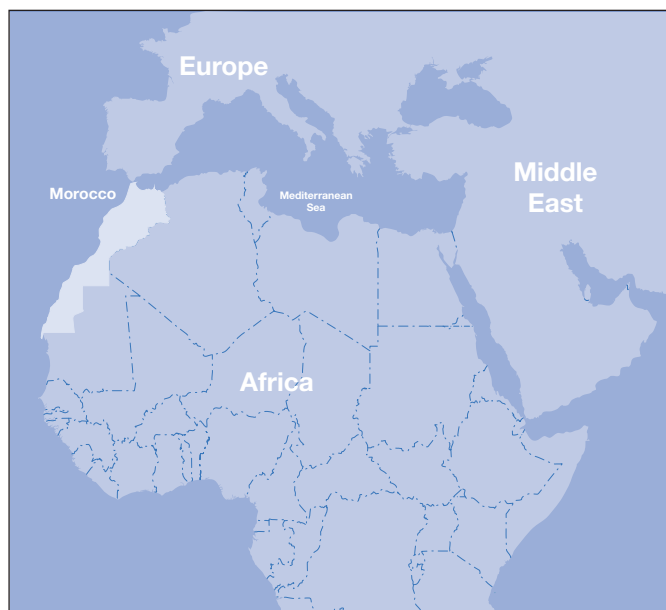 Europe
Middle
East
Morocco
Mediterranean
Sea
Africa